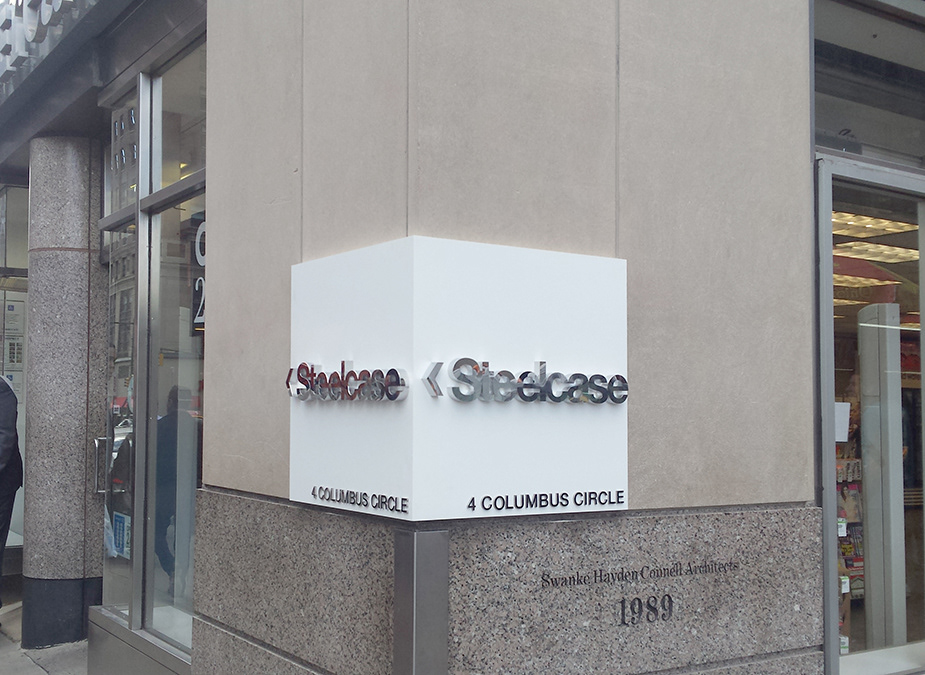 Steelcase
4 COLUMBUS CIRCLE
Steelcase
4 COLUMBUS CIRCLE
Swanke Hayden Connell Architects
1989